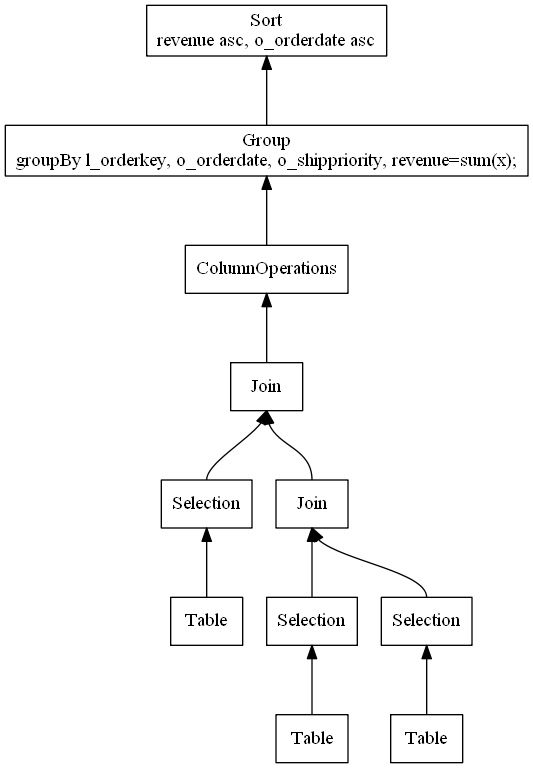 Sort
revenue asc, o_orderdate asc
Group
groupBy l_orderkey, o_orderdate, o_shippriority, revenue=sum(x);
ColumnOperations
Join
Selection
Join
Table
Selection
Selection
Table
Table